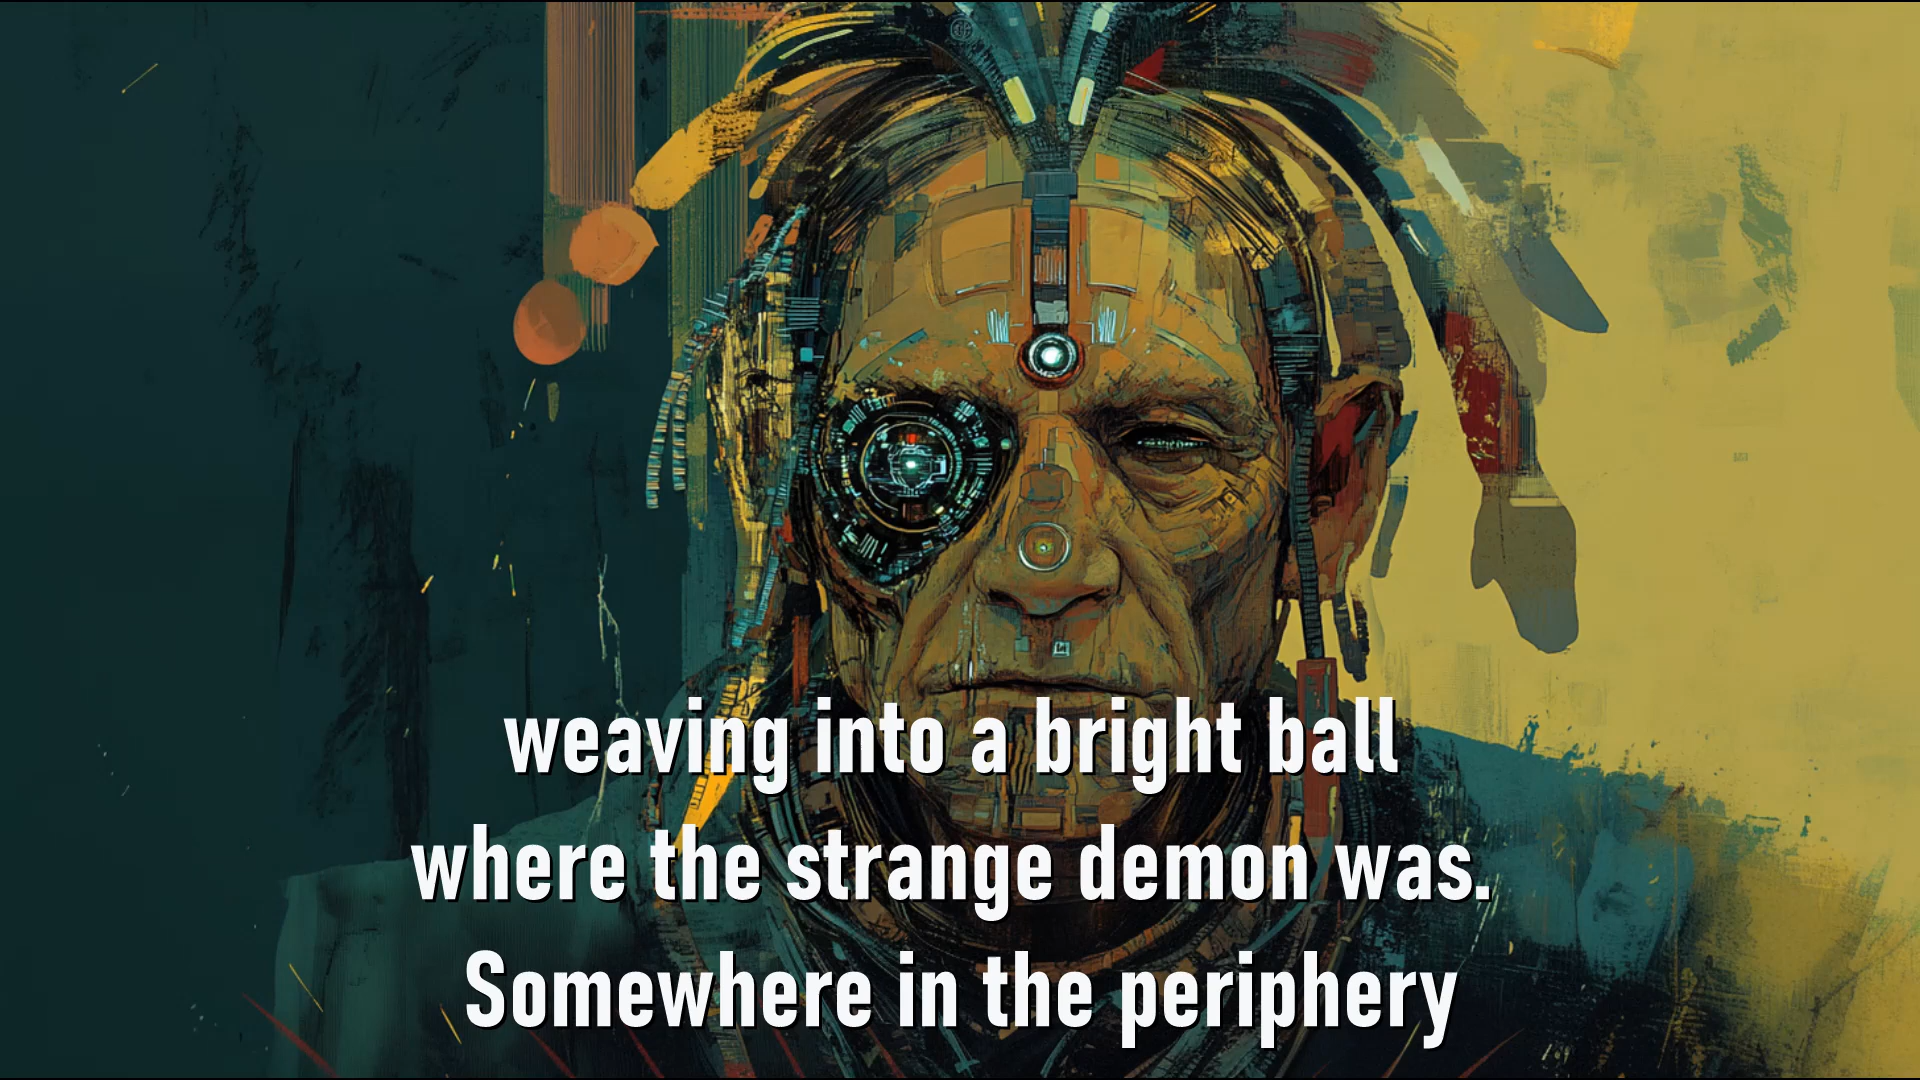 weaving into a bright ball
where the strange demon was.
Somewhere in the periphery